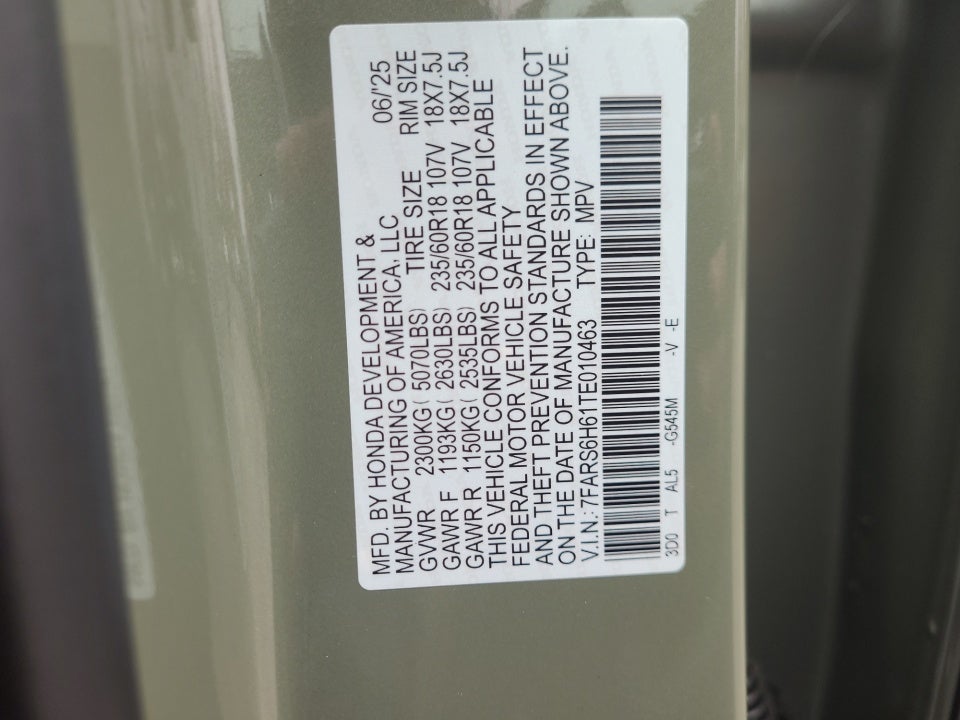 MFD. BY HONDA DEVELOPMENT & 06/'25
MANUFACTURING OF AMERICA, LLC
GVWR 2300KG( 5070LBS) TIRE SIZE RIM SIZE
GAWR F 1193KG( 2630LBS) 235/60R18 107V 18X7.5J
GAWR R 1150KG( 2535LBS) 235/60R18 107V 18X7.5J
THIS VEHICLE CONFORMS TO ALL APPLICABLE
FEDERAL MOTOR VEHICLE SAFETY
AND THEFT PREVENTION STANDARDS IN EFFECT
ON THE DATE OF MANUFACTURE SHOWN ABOVE.
V.I.N.: 7FARS6H61TE010463 TYPE: MPV
3D0 T AL5 -G545M -V -E